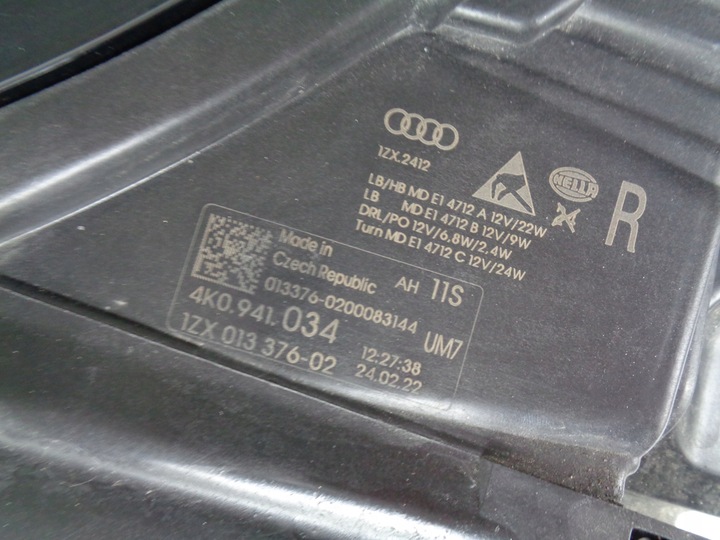 1ZX.2412
LB/HB MD E1 4712 A 12V/22W
LB MD E1 4712 B 12V/9W
DRL/PO 12V/6,8W/2,4W
Turn MD E1 4712 C 12V/24W
HELLA
R
Made in
Czech Republic AH 11S
013376-0200083144
4K0.941.034 UM7
1ZX 013 376-02 12:27:38
24.02.22